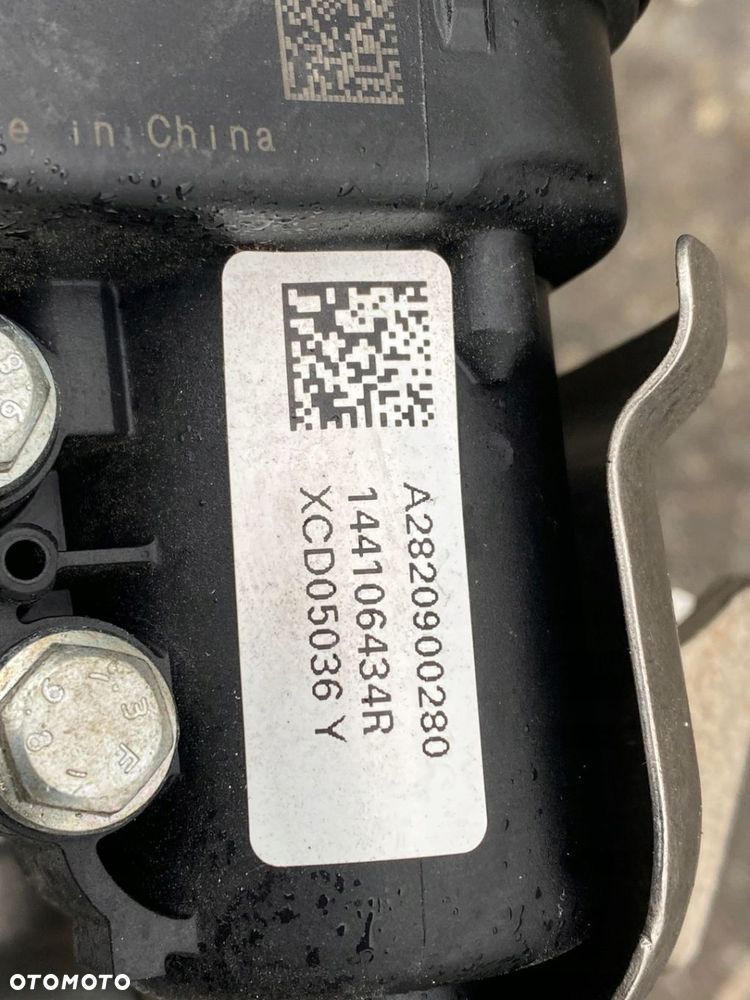 e in China
A2820900280
144106434R
XCD05036 Y
OTOMOTO